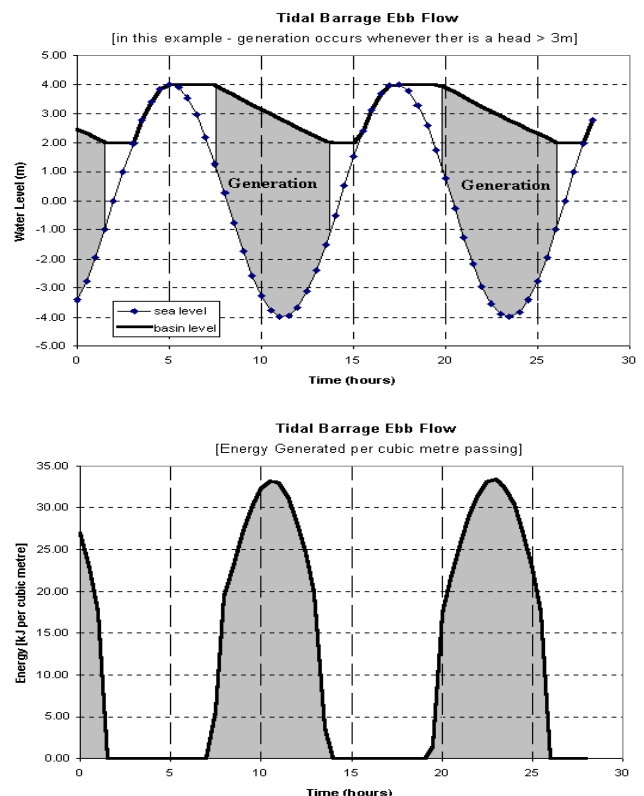 Tidal Barrage Ebb Flow
[in this example - generation occurs whenever ther is a head > 3m]
5.00
4.00
3.00
2.00
1.00
0.00
-1.00
-2.00
-3.00
-4.00
-5.00
Water Level (m)
Generation
Generation
sea level
basin level
0
5
10
15
20
25
30
Time (hours)
Tidal Barrage Ebb Flow
[Energy Generated per cubic metre passing]
35.00
30.00
25.00
20.00
15.00
10.00
5.00
0.00
Energy [kJ per cubic metre]
0
5
10
15
20
25
30
Time (hours)